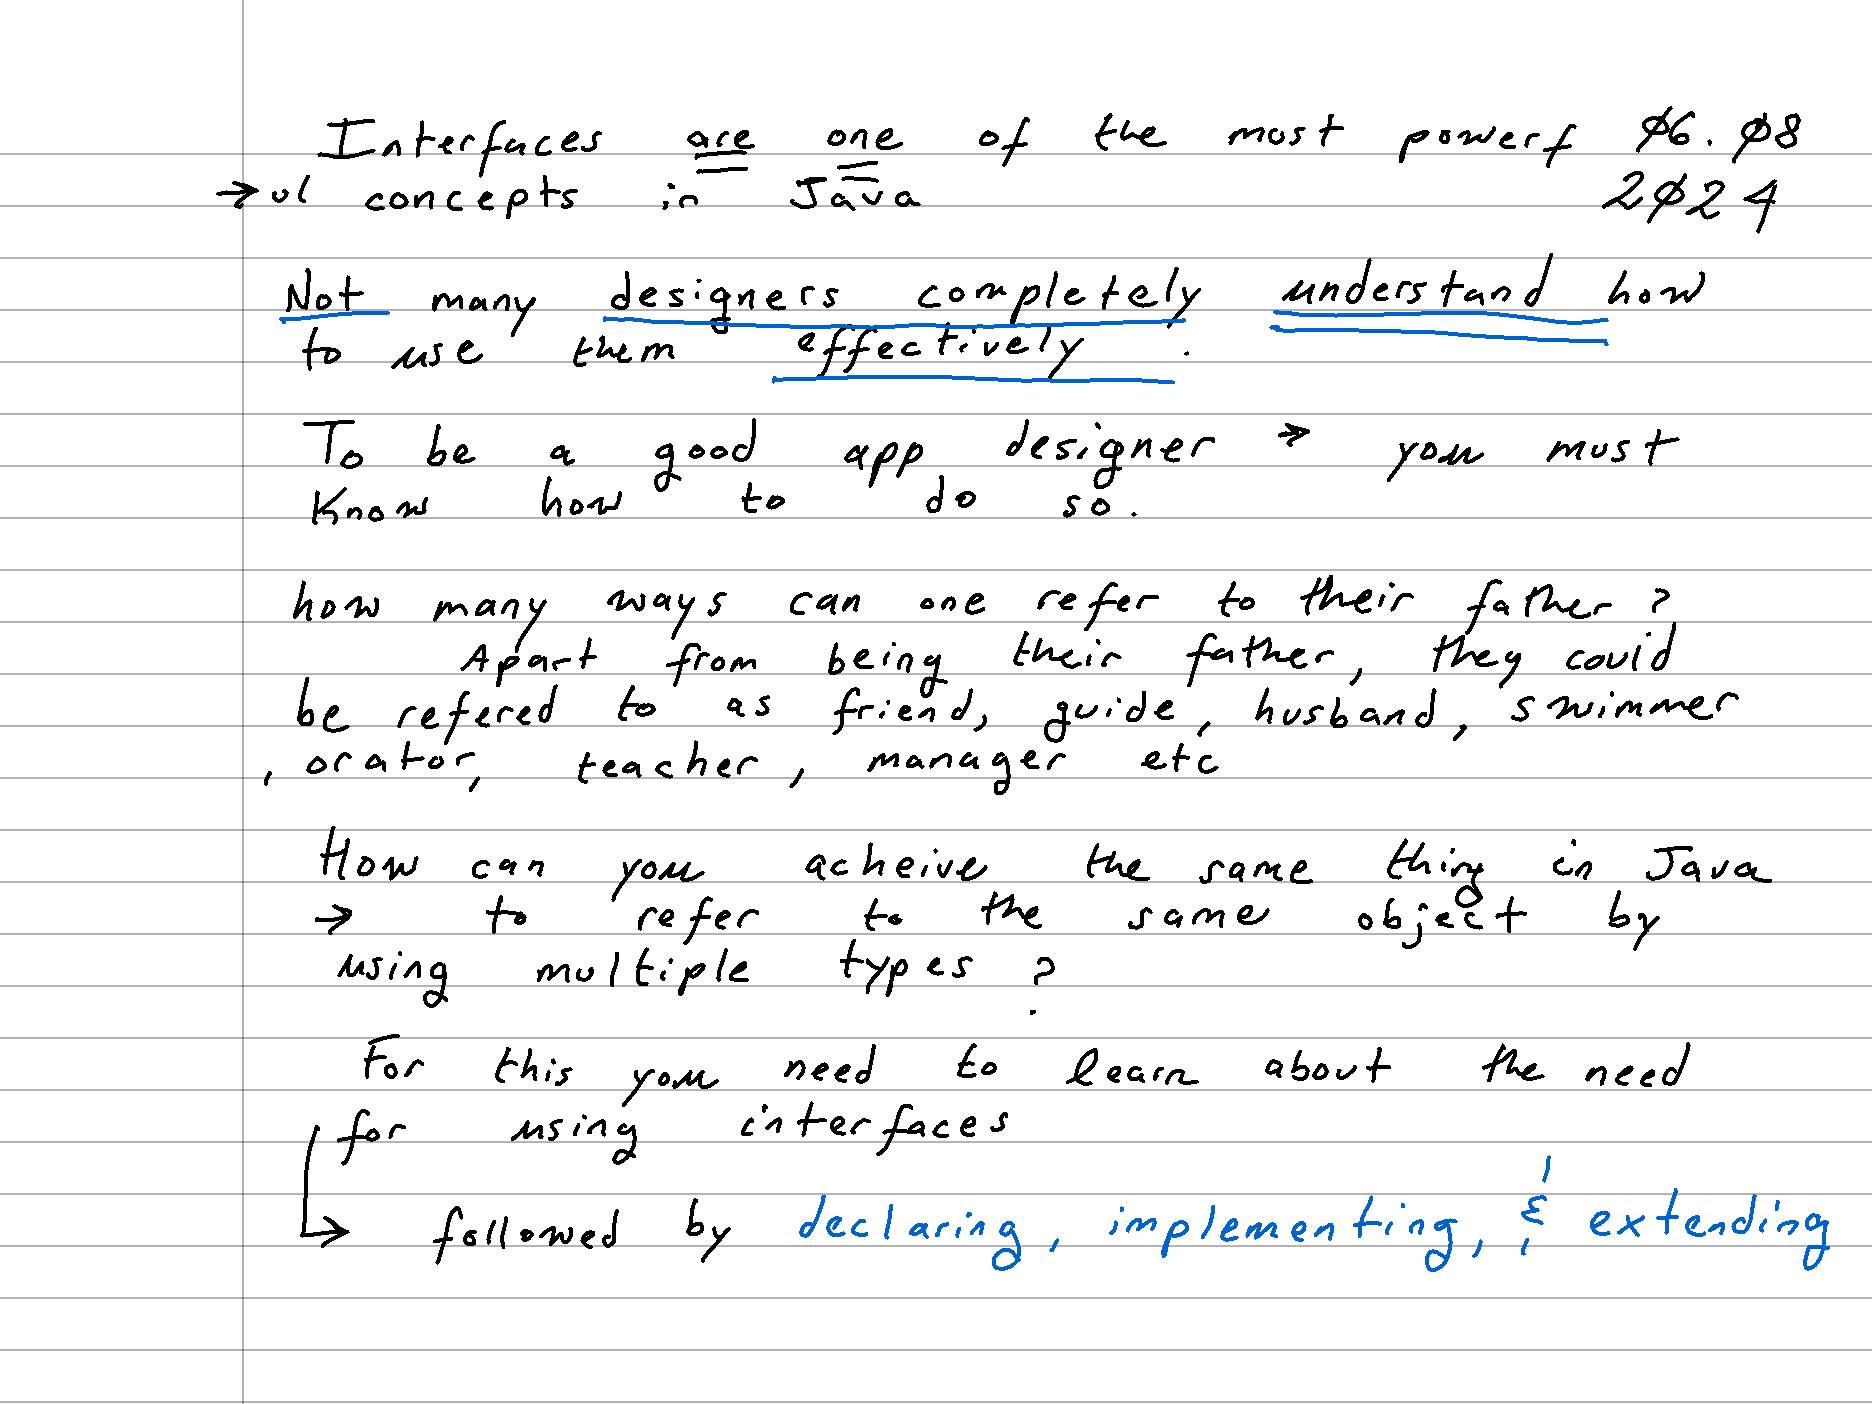 Interfaces are one of the most powerf ø6.ø8
→ ul concepts in Java 2ø24
Not many designers completely understand how
to use them effectively.
To be a good app designer → you must
know how to do so.
how many ways can one refer to their father?
Apart from being their father, they could
be refered to as friend, guide, husband, swimmer
, orator, teacher, manager etc
How can you acheive the same thing in Java
→ to refer to the same object by
using multiple types?
For this you need to learn about the need
for using interfaces
↳ followed by declaring, implementing, & extending